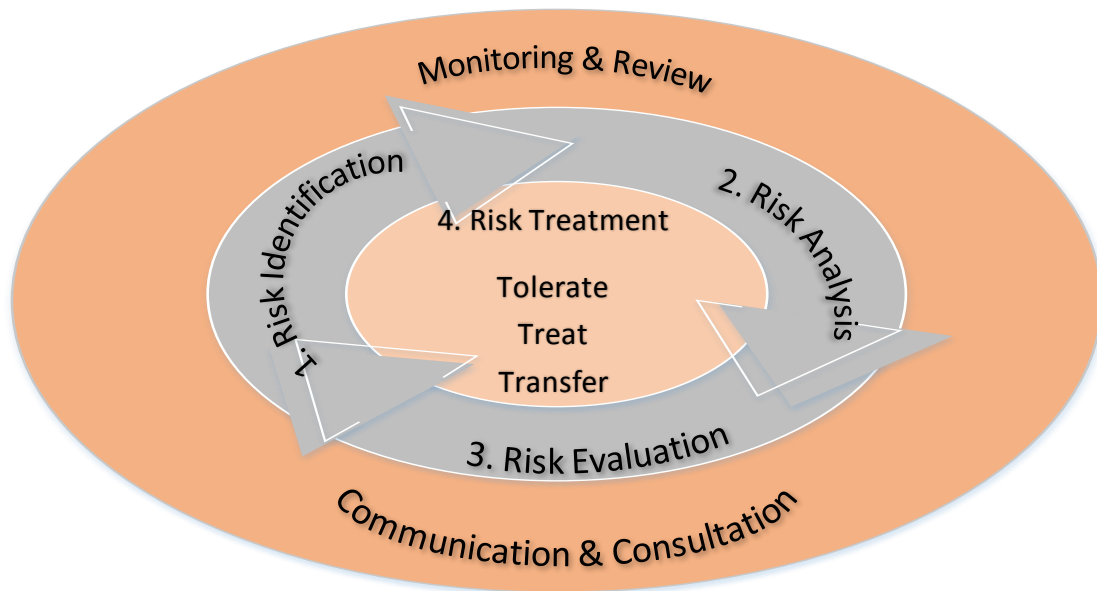 Monitoring & Review
1. Risk Identification
2. Risk Analysis
4. Risk Treatment
Tolerate
Treat
Transfer
3. Risk Evaluation
Communication & Consultation